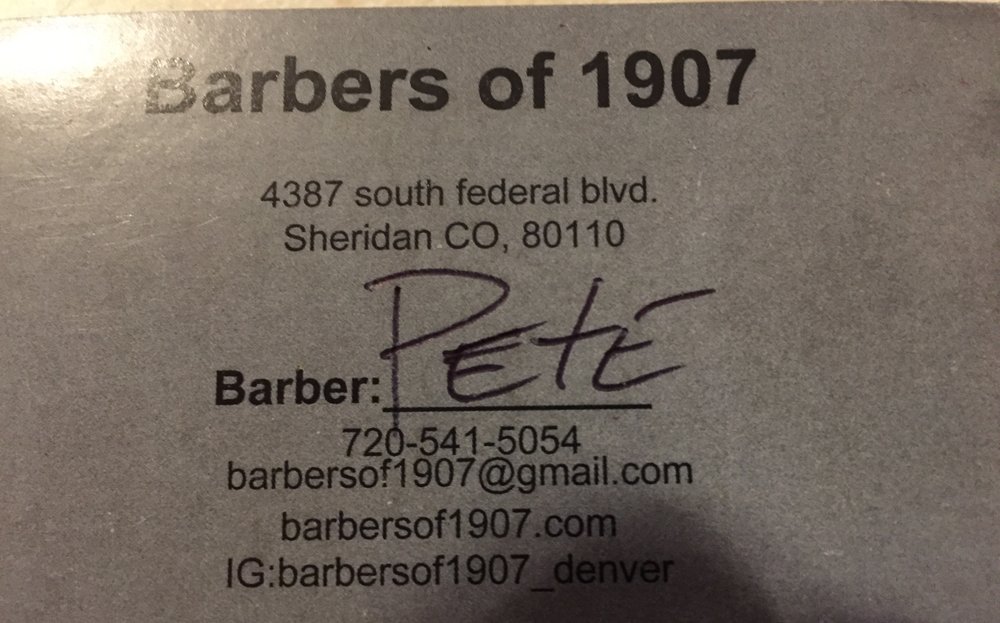 Barbers of 1907
4387 south federal blvd.
Sheridan CO, 80110
Barber: PETE
720-541-5054
barbersof1907@gmail.com
barbersof1907.com
IG:barbersof1907_denver